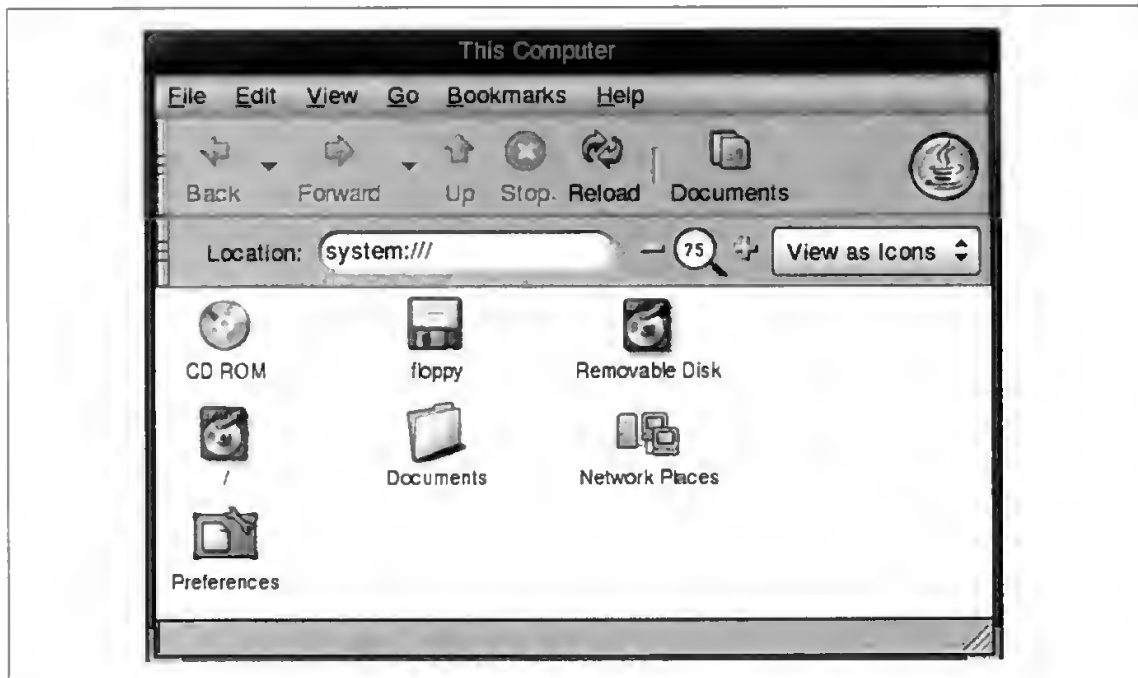 This Computer
File Edit View Go Bookmarks Help
Back Forward Up Stop Reload Documents
Location: system:/// 75 View as Icons
CD ROM floppy Removable Disk
/ Documents Network Places
Preferences